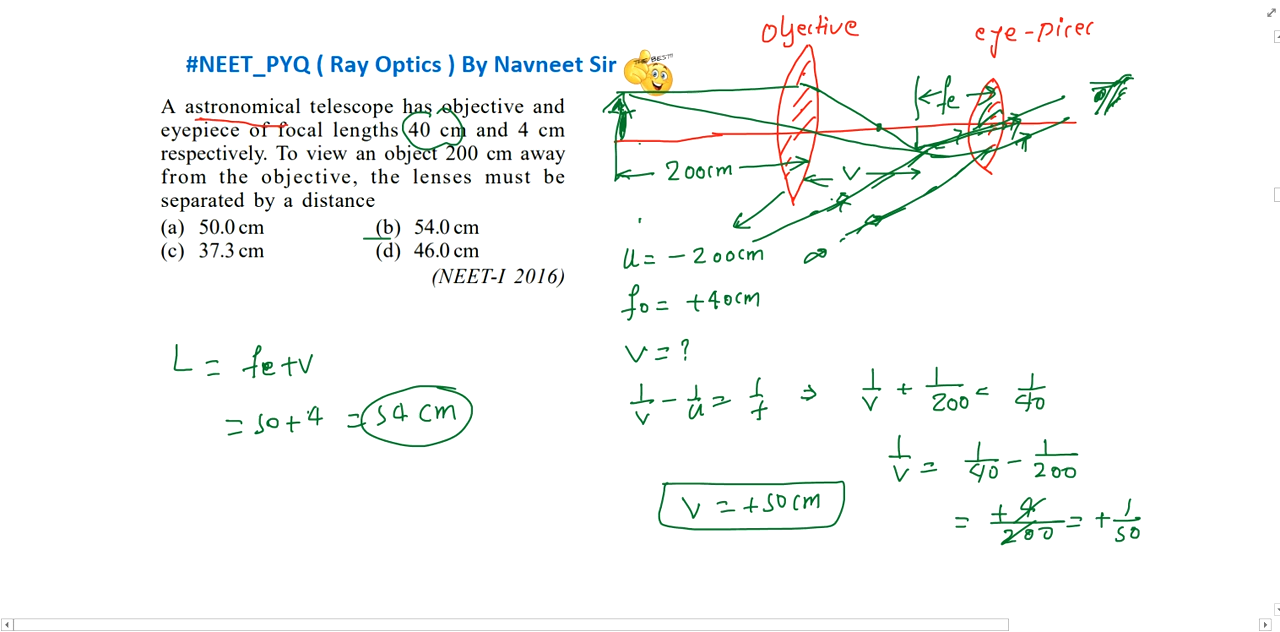 #NEET_PYQ ( Ray Optics ) By Navneet Sir
THE BEST!!!
A astronomical telescope has objective and
eyepiece of focal lengths 40 cm and 4 cm
respectively. To view an object 200 cm away
from the objective, the lenses must be
separated by a distance
(a) 50.0 cm (b) 54.0 cm
(c) 37.3 cm (d) 46.0 cm
(NEET-I 2016)
L = fe+v
= 50+4 = 54 cm
Objective
eye-piece
fe
200cm
v
∞
u = -200cm
fo = +40cm
v = ?
1/v - 1/u = 1/f ⇒ 1/v + 1/200 = 1/40
1/v = 1/40 - 1/200
= +4/200 = +1/50
v = +50cm